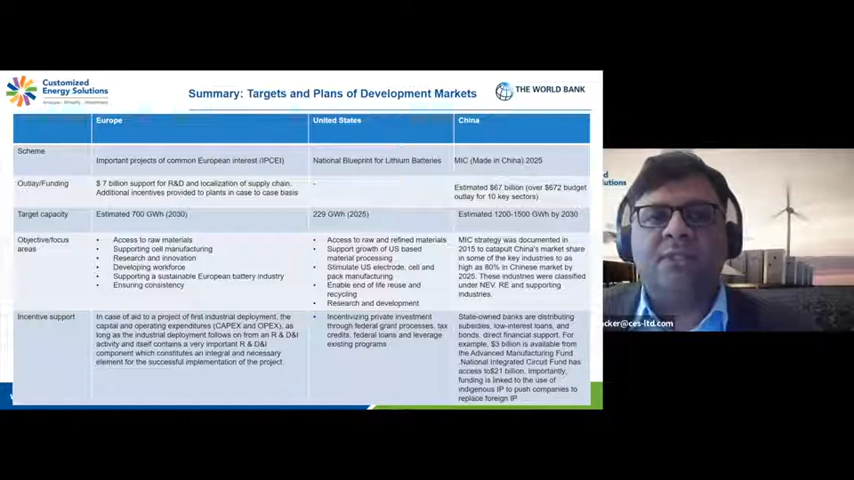 Customized
Energy Solutions
Analyze · Simplify · Implement
Summary: Targets and Plans of Development Markets
THE WORLD BANK
Europe
United States
China
Scheme
Important projects of common European interest (IPCEI)
National Blueprint for Lithium Batteries
MIC (Made in China) 2025
Outlay/Funding
$ 7 billion support for R&D and localization of supply chain.
Additional incentives provided to plants in case to case basis
-
Estimated $67 billion (over $672 budget
outlay for 10 key sectors)
Target capacity
Estimated 700 GWh (2030)
229 GWh (2025)
Estimated 1200-1500 GWh by 2030
Objective/focus
areas
• Access to raw materials
• Supporting cell manufacturing
• Research and innovation
• Developing workforce
• Supporting a sustainable European battery industry
• Ensuring consistency
• Access to raw and refined materials
• Support growth of US based
material processing
• Stimulate US electrode, cell and
pack manufacturing
• Enable end of life reuse and
recycling
• Research and development
MIC strategy was documented in
2015 to catapult China's market share
in some of the key industries to as
high as 80% in Chinese market by
2025. These industries were classified
under NEV, RE and supporting
industries.
Incentive support
In case of aid to a project of first industrial deployment, the
capital and operating expenditures (CAPEX and OPEX), as
long as the industrial deployment follows on from an R & D&I
activity and itself contains a very important R & D&I
component which constitutes an integral and necessary
element for the successful implementation of the project.
• Incentivizing private investment
through federal grant processes, tax
credits, federal loans and leverage
existing programs
State-owned banks are distributing
subsidies, low-interest loans, and
bonds, direct financial support. For
example, $3 billion is available from
the Advanced Manufacturing Fund
.National Integrated Circuit Fund has
access to$21 billion. Importantly,
funding is linked to the use of
indigenous IP to push companies to
replace foreign IP
omized
lutions
cker@ces-ltd.com